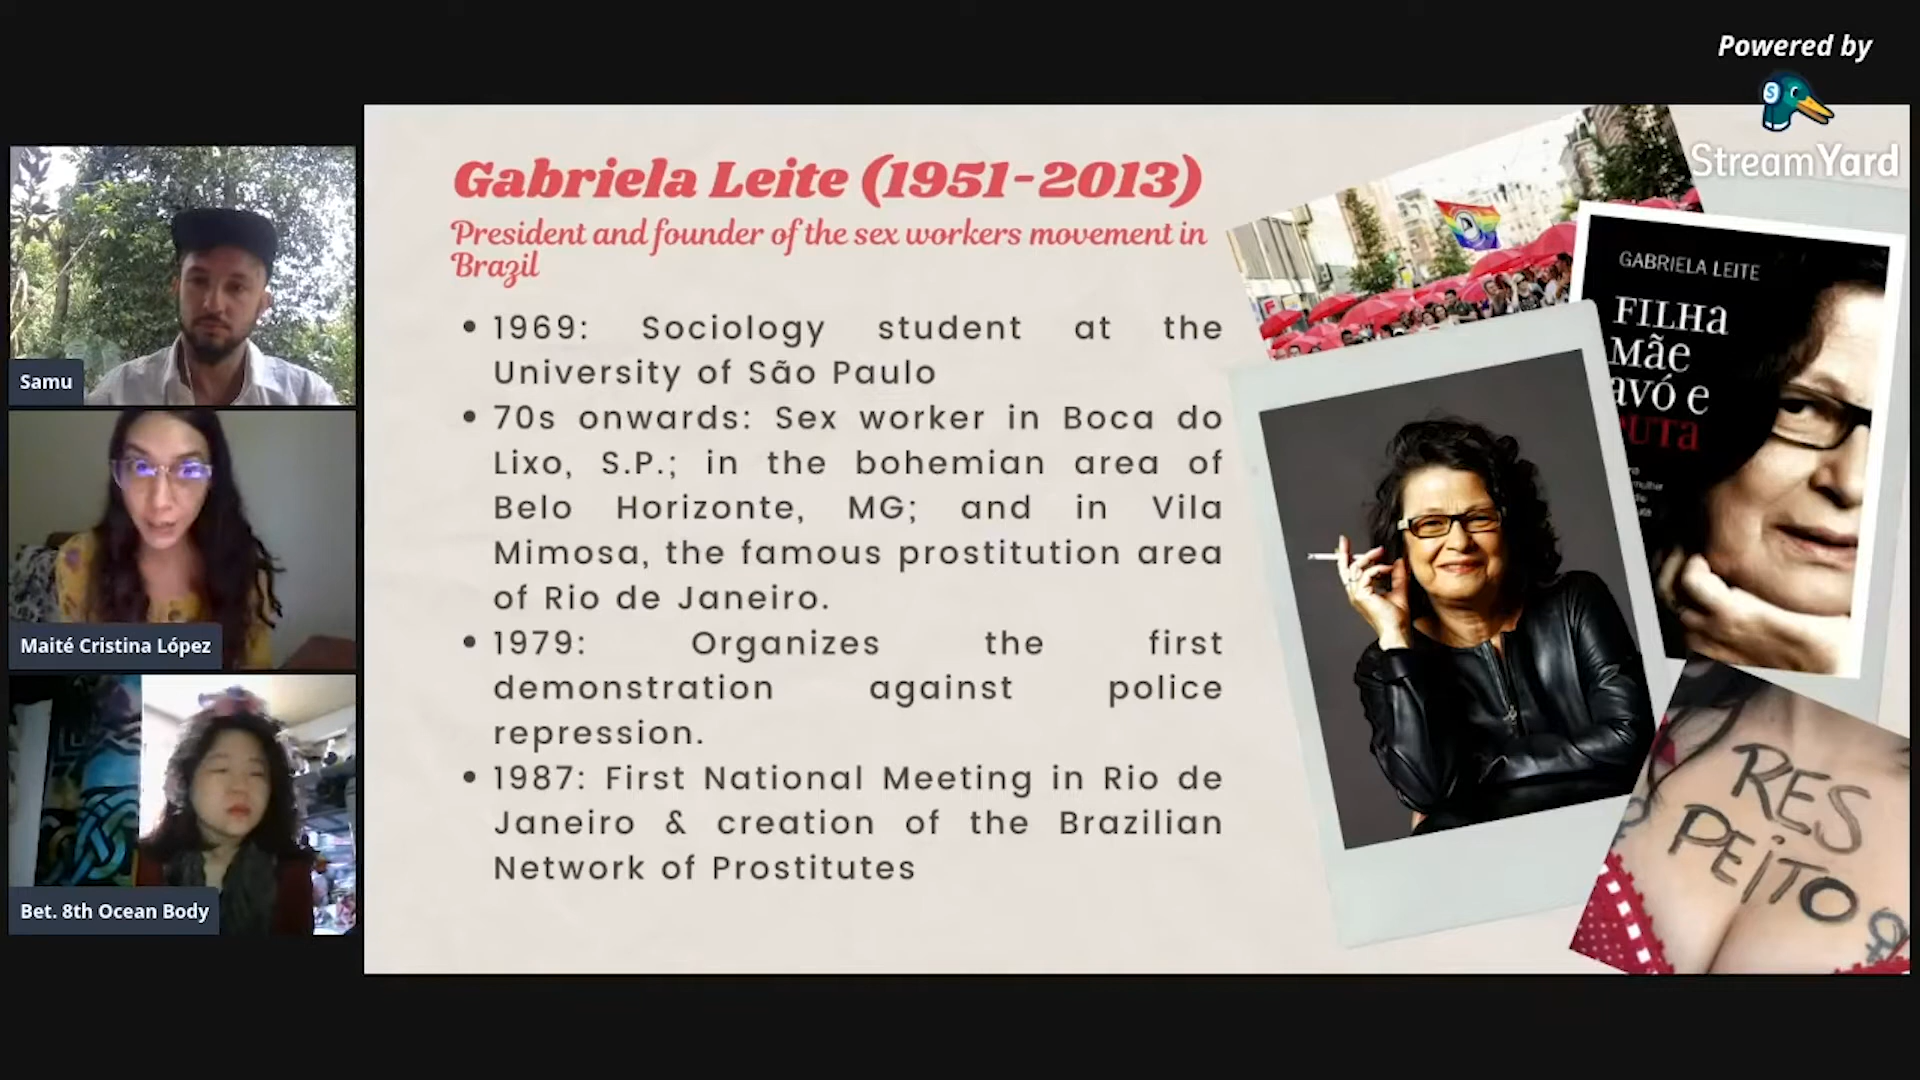 Powered by
StreamYard
Gabriela Leite (1951-2013)
President and founder of the sex workers movement in
Brazil
• 1969: Sociology student at the
University of São Paulo
• 70s onwards: Sex worker in Boca do
Lixo, S.P.; in the bohemian area of
Belo Horizonte, MG; and in Vila
Mimosa, the famous prostitution area
of Rio de Janeiro.
• 1979: Organizes the first
demonstration against police
repression.
• 1987: First National Meeting in Rio de
Janeiro & creation of the Brazilian
Network of Prostitutes
GABRIELA LEITE
FILHA
Mãe
avó e
PUTa
RES
PEiTO
Samu
Maité Cristina López
Bet. 8th Ocean Body